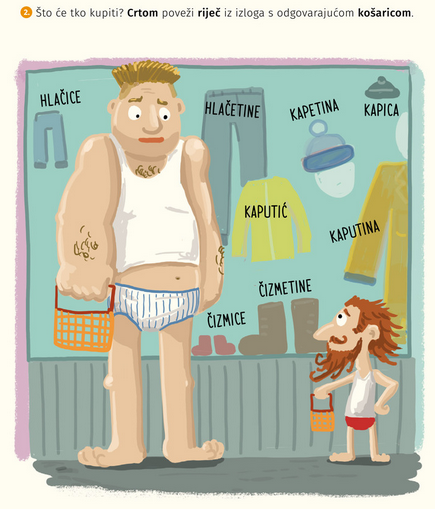 2. Što će tko kupiti? Crtom poveži riječ iz izloga s odgovarajućom košaricom.
HLAČICE
HLAČETINE
KAPETINA
KAPICA
KAPUTIĆ
KAPUTINA
ČIZMETINE
ČIZMICE